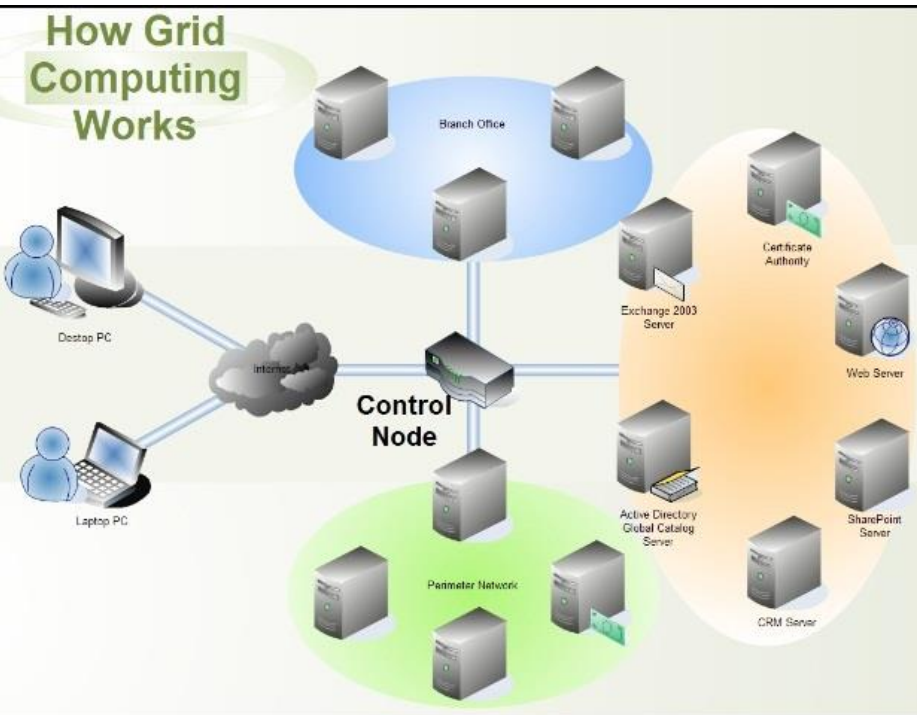 How Grid
Computing
Works
Branch Office
Certificate
Authority
Exchange 2003
Server
Destop PC
Internet
Web Server
Control
Node
Laptop PC
Active Directory
Global Catalog
Server
SharePoint
Server
Perimeter Network
CRM Server